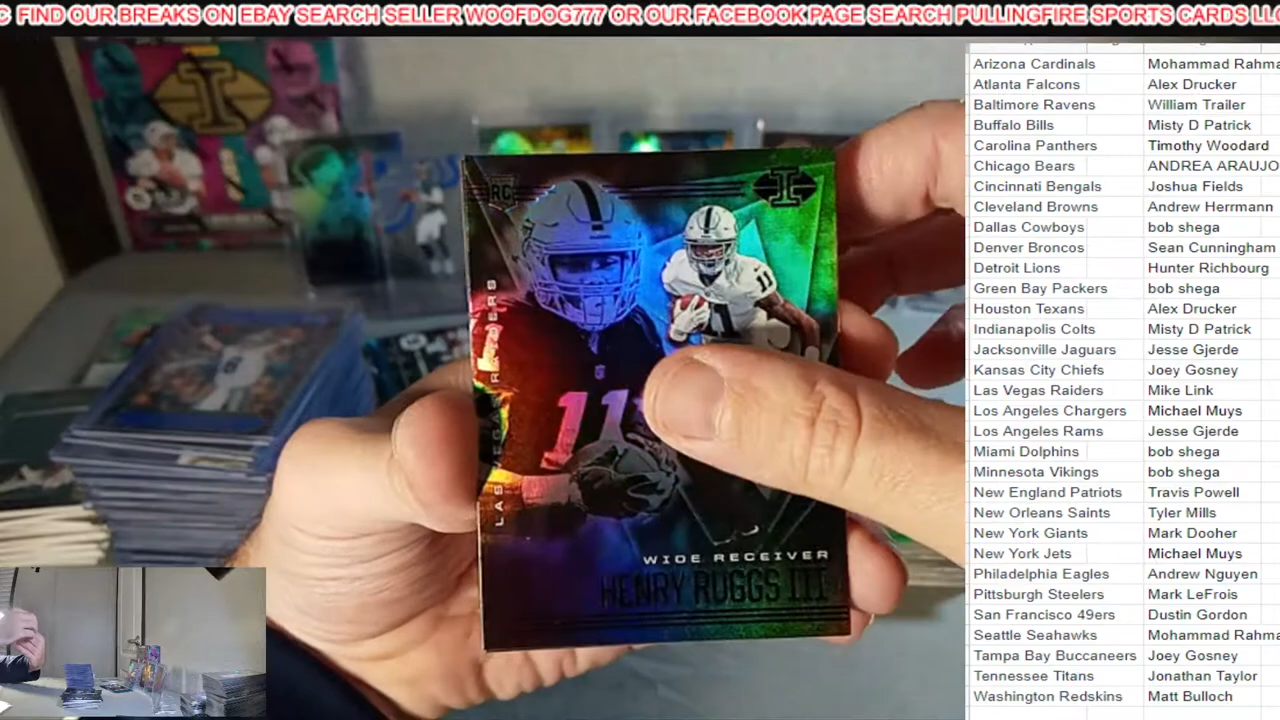 C FIND OUR BREAKS ON EBAY SEARCH SELLER WOOFDOG777 OR OUR FACEBOOK PAGE SEARCH PULLINGFIRE SPORTS CARDS LLC
Arizona Cardinals Mohammad Rahma
Atlanta Falcons Alex Drucker
Baltimore Ravens William Trailer
Buffalo Bills Misty D Patrick
Carolina Panthers Timothy Woodard
Chicago Bears ANDREA ARAUJO
Cincinnati Bengals Joshua Fields
Cleveland Browns Andrew Herrmann
Dallas Cowboys bob shega
Denver Broncos Sean Cunningham
Detroit Lions Hunter Richbourg
Green Bay Packers bob shega
Houston Texans Alex Drucker
Indianapolis Colts Misty D Patrick
Jacksonville Jaguars Jesse Gjerde
Kansas City Chiefs Joey Gosney
Las Vegas Raiders Mike Link
Los Angeles Chargers Michael Muys
Los Angeles Rams Jesse Gjerde
Miami Dolphins bob shega
Minnesota Vikings bob shega
New England Patriots Travis Powell
New Orleans Saints Tyler Mills
New York Giants Mark Dooher
New York Jets Michael Muys
Philadelphia Eagles Andrew Nguyen
Pittsburgh Steelers Mark LeFrois
San Francisco 49ers Dustin Gordon
Seattle Seahawks Mohammad Rahma
Tampa Bay Buccaneers Joey Gosney
Tennessee Titans Jonathan Taylor
Washington Redskins Matt Bulloch
RC
I
11
11
11
WIDE RECEIVER
HENRY RUGGS III